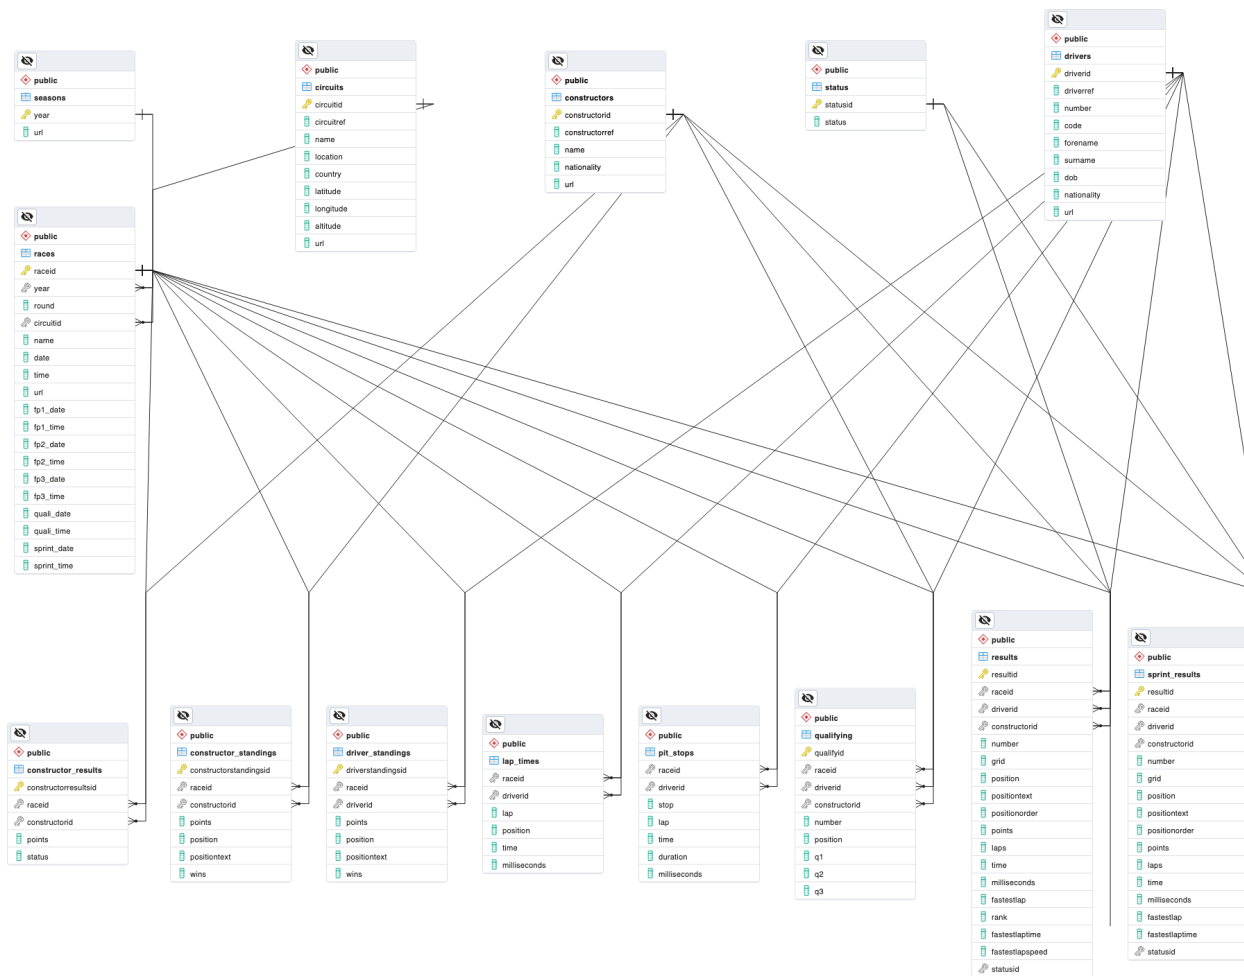 public
seasons
year
url
public
circuits
circuitid
circuitref
name
location
country
latitude
longitude
altitude
url
public
constructors
constructorid
constructorref
name
nationality
url
public
status
statusid
status
public
drivers
driverid
driverref
number
code
forename
surname
dob
nationality
url
public
races
raceid
year
round
circuitid
name
date
time
url
fp1_date
fp1_time
fp2_date
fp2_time
fp3_date
fp3_time
quali_date
quali_time
sprint_date
sprint_time
public
constructor_results
constructorresultsid
raceid
constructorid
points
status
public
constructor_standings
constructorstandingsid
raceid
constructorid
points
position
positiontext
wins
public
driver_standings
driverstandingsid
raceid
driverid
points
position
positiontext
wins
public
lap_times
raceid
driverid
lap
position
time
milliseconds
public
pit_stops
raceid
driverid
stop
lap
time
duration
milliseconds
public
qualifying
qualifyid
raceid
driverid
constructorid
number
position
q1
q2
q3
public
results
resultid
raceid
driverid
constructorid
number
grid
position
positiontext
positionorder
points
laps
time
milliseconds
fastestlap
rank
fastestlaptime
fastestlapspeed
statusid
public
sprint_results
resultid
raceid
driverid
constructorid
number
grid
position
positiontext
positionorder
points
laps
time
milliseconds
fastestlap
fastestlaptime
statusid